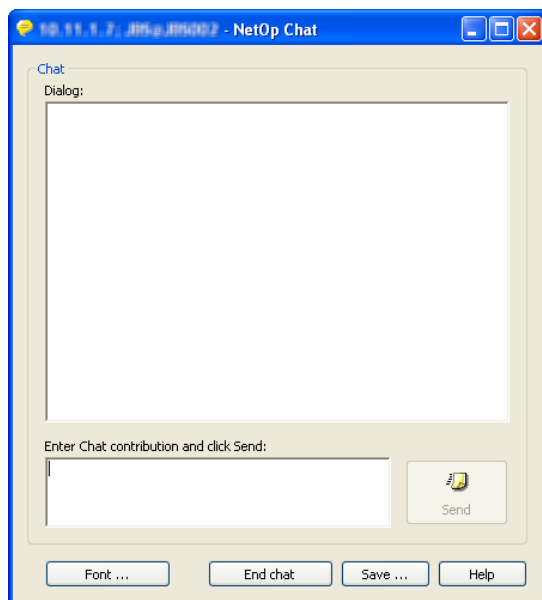 - NetOp Chat
Chat
Dialog:
Enter Chat contribution and click Send:
Send
Font ...
End chat
Save ...
Help